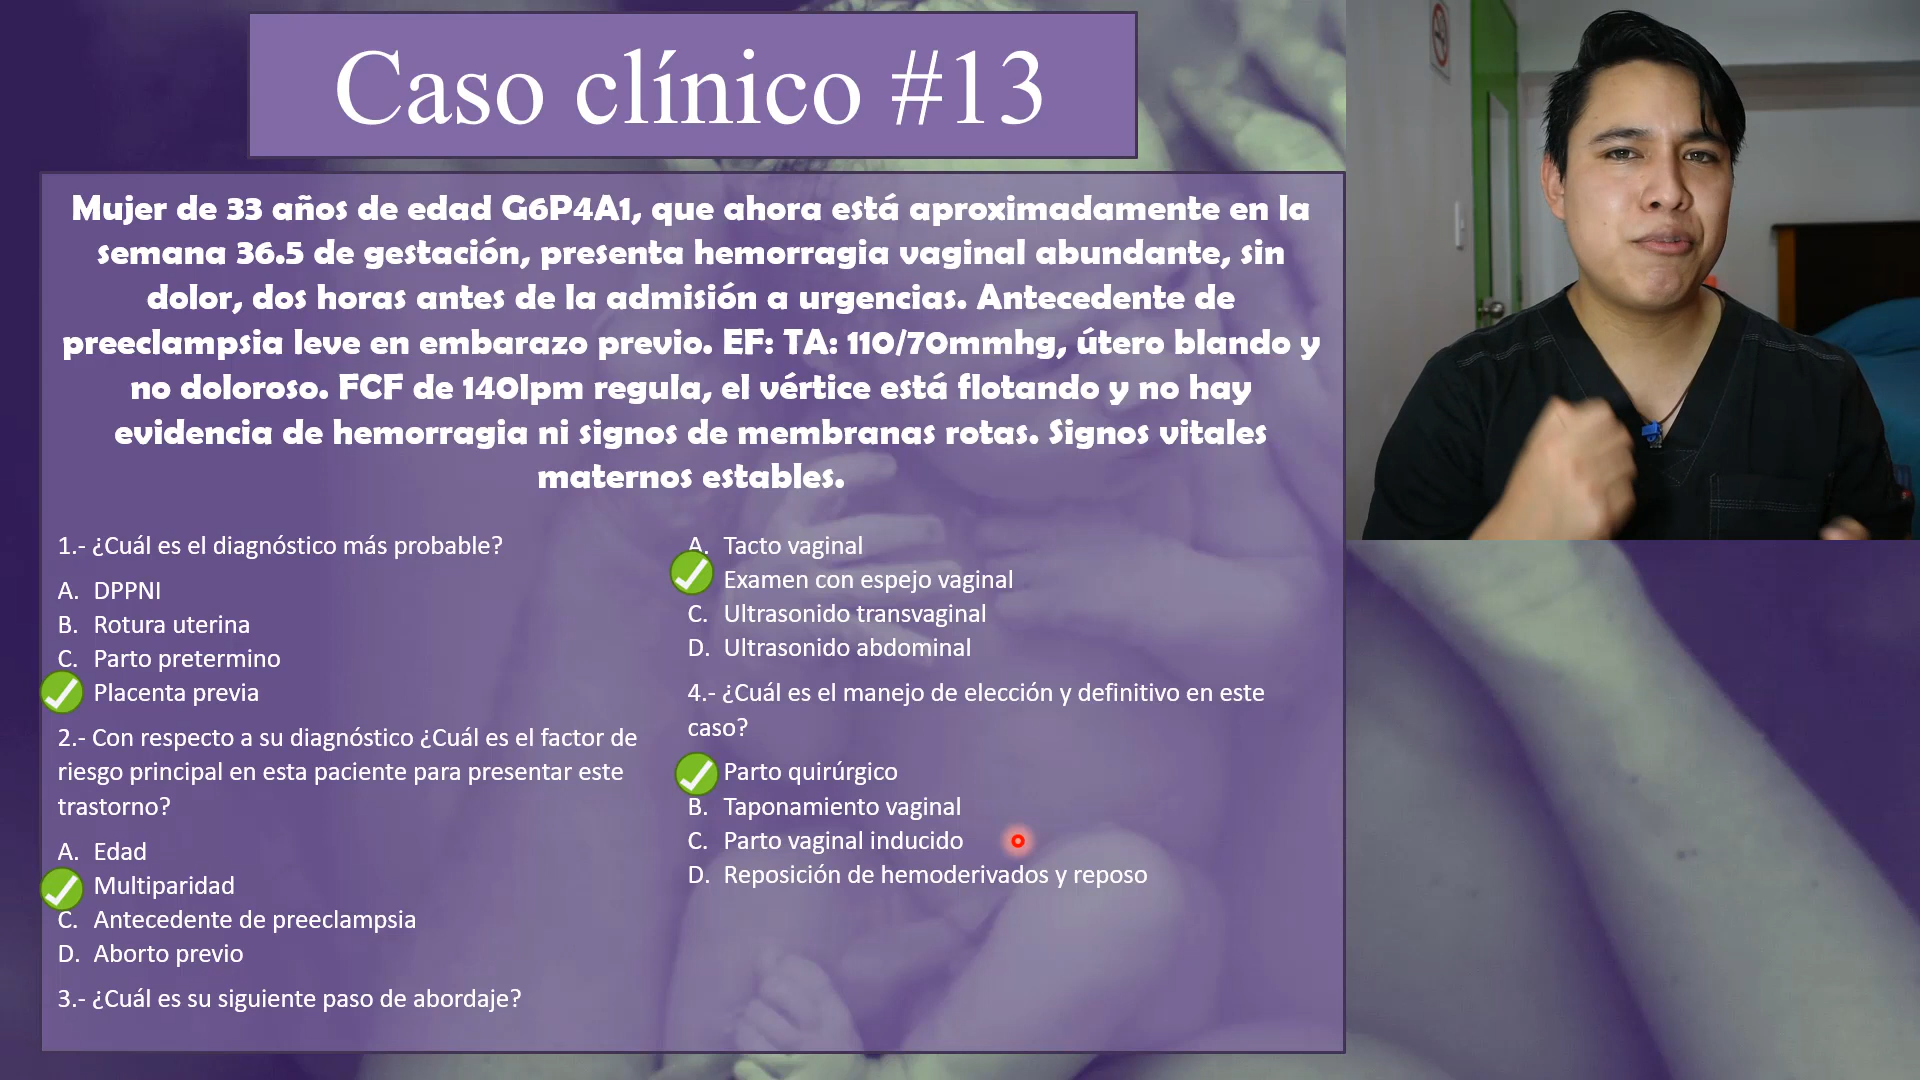 Caso clínico #13
Mujer de 33 años de edad G6P4A1, que ahora está aproximadamente en la
semana 36.5 de gestación, presenta hemorragia vaginal abundante, sin
dolor, dos horas antes de la admisión a urgencias. Antecedente de
preeclampsia leve en embarazo previo. EF: TA: 110/70mmhg, útero blando y
no doloroso. FCF de 140lpm regula, el vértice está flotando y no hay
evidencia de hemorragia ni signos de membranas rotas. Signos vitales
maternos estables.
1.- ¿Cuál es el diagnóstico más probable?
A. DPPNI
B. Rotura uterina
C. Parto pretermino
Placenta previa
2.- Con respecto a su diagnóstico ¿Cuál es el factor de
riesgo principal en esta paciente para presentar este
trastorno?
A. Edad
Multiparidad
C. Antecedente de preeclampsia
D. Aborto previo
3.- ¿Cuál es su siguiente paso de abordaje?
A. Tacto vaginal
Examen con espejo vaginal
C. Ultrasonido transvaginal
D. Ultrasonido abdominal
4.- ¿Cuál es el manejo de elección y definitivo en este
caso?
Parto quirúrgico
B. Taponamiento vaginal
C. Parto vaginal inducido
D. Reposición de hemoderivados y reposo